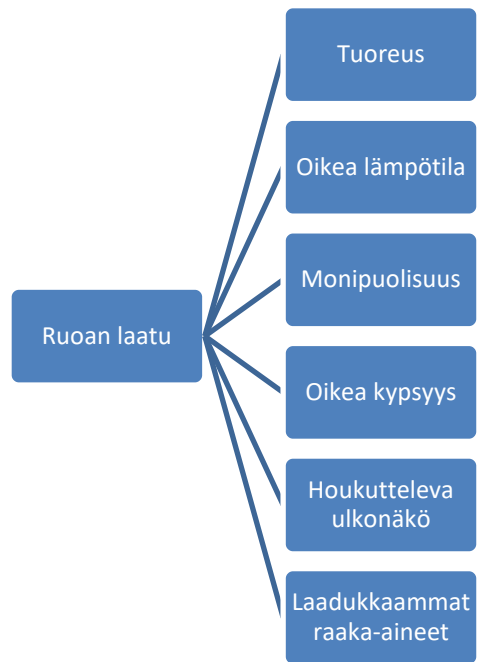 Ruoan laatu
Tuoreus
Oikea lämpötila
Monipuolisuus
Oikea kypsyys
Houkutteleva
ulkonäkö
Laadukkaammat
raaka-aineet